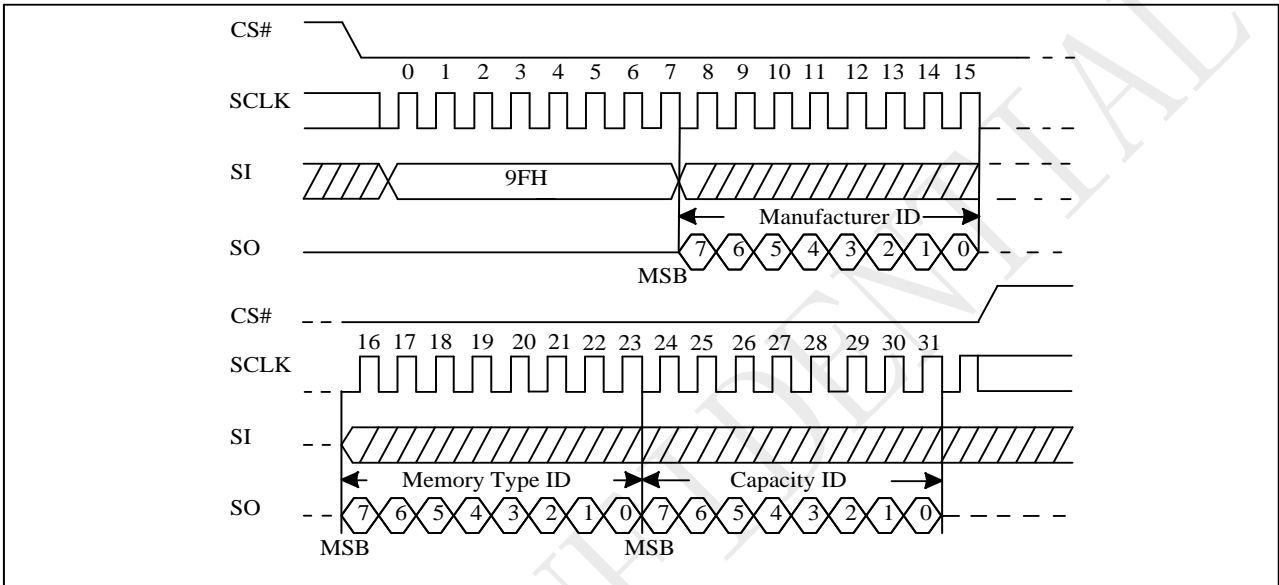 CS#
0 1 2 3 4 5 6 7 8 9 10 11 12 13 14 15
SCLK
SI
9FH
Manufacturer ID
SO
7 6 5 4 3 2 1 0
MSB
CS#
16 17 18 19 20 21 22 23 24 25 26 27 28 29 30 31
SCLK
SI
Memory Type ID Capacity ID
SO
7 6 5 4 3 2 1 0 7 6 5 4 3 2 1 0
MSB MSB